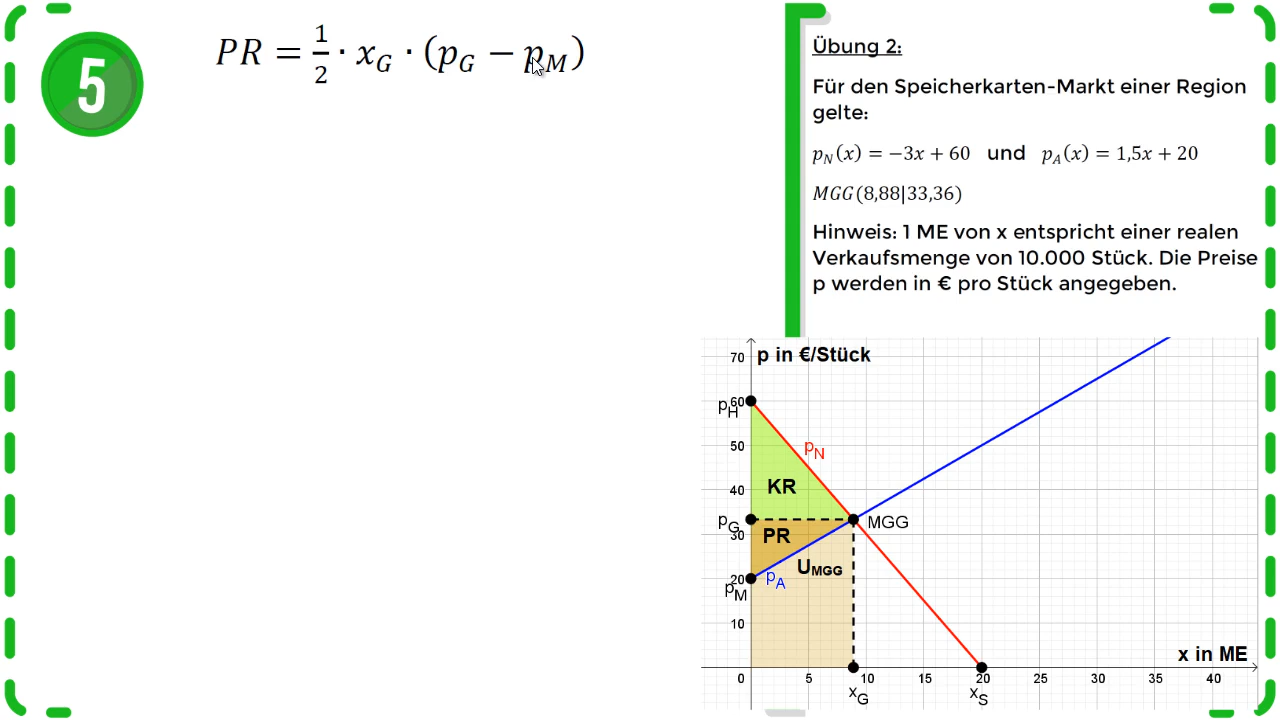 5
PR = 1/2 · x_G · (p_G − p_M)
Übung 2:
Für den Speicherkarten-Markt einer Region
gelte:
p_N(x) = −3x + 60 und p_A(x) = 1,5x + 20
MGG(8,88|33,36)
Hinweis: 1 ME von x entspricht einer realen
Verkaufsmenge von 10.000 Stück. Die Preise
p werden in € pro Stück angegeben.
p in €/Stück
70
p_H
60
50
p_N
40
KR
p_G
MGG
30
PR
U_MGG
20
p_A
p_M
10
x in ME
0 5 10 15 20 25 30 35 40
x_G x_S